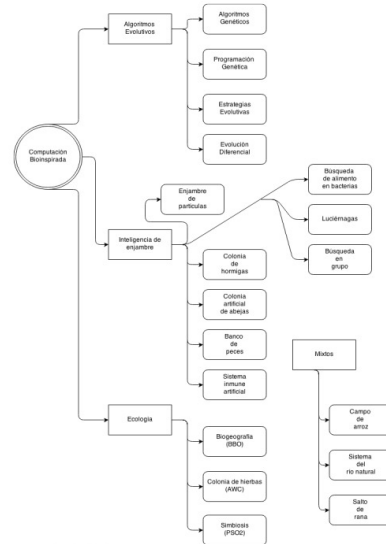 Algoritmos
Genéticos
Algoritmos
Evolutivos
Programación
Genética
Estrategias
Evolutivas
Evolución
Diferencial
Computación
Bioinspirada
Enjambre
de
partículas
Búsqueda
de alimento
en bacterias
Luciérnagas
Búsqueda
en
grupo
Inteligencia de
enjambre
Colonia
de
hormigas
Colonia
artificial
de abejas
Banco
de
peces
Sistema
inmune
artificial
Mixtos
Campo
de
arroz
Sistema
del
río natural
Salto
de
rana
Ecología
Biogeografía
(BBO)
Colonia de hierbas
(AWC)
Simbiosis
(PSO2)